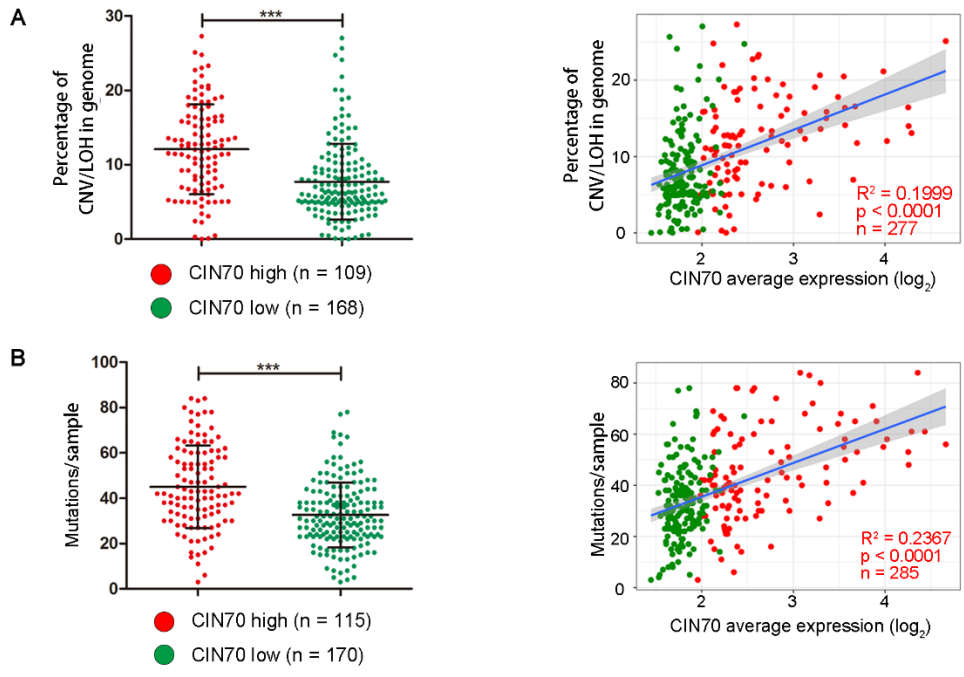 A
Percentage of
CNV/LOH in genome
30
20
10
0
***
CIN70 high (n = 109)
CIN70 low (n = 168)
Percentage of
CNV/LOH in genome
20
10
0
2
3
4
R² = 0.1999
p < 0.0001
n = 277
CIN70 average expression (log₂)
B
Mutations/sample
100
80
60
40
20
0
***
CIN70 high (n = 115)
CIN70 low (n = 170)
Mutations/sample
80
60
40
20
0
2
3
4
R² = 0.2367
p < 0.0001
n = 285
CIN70 average expression (log₂)